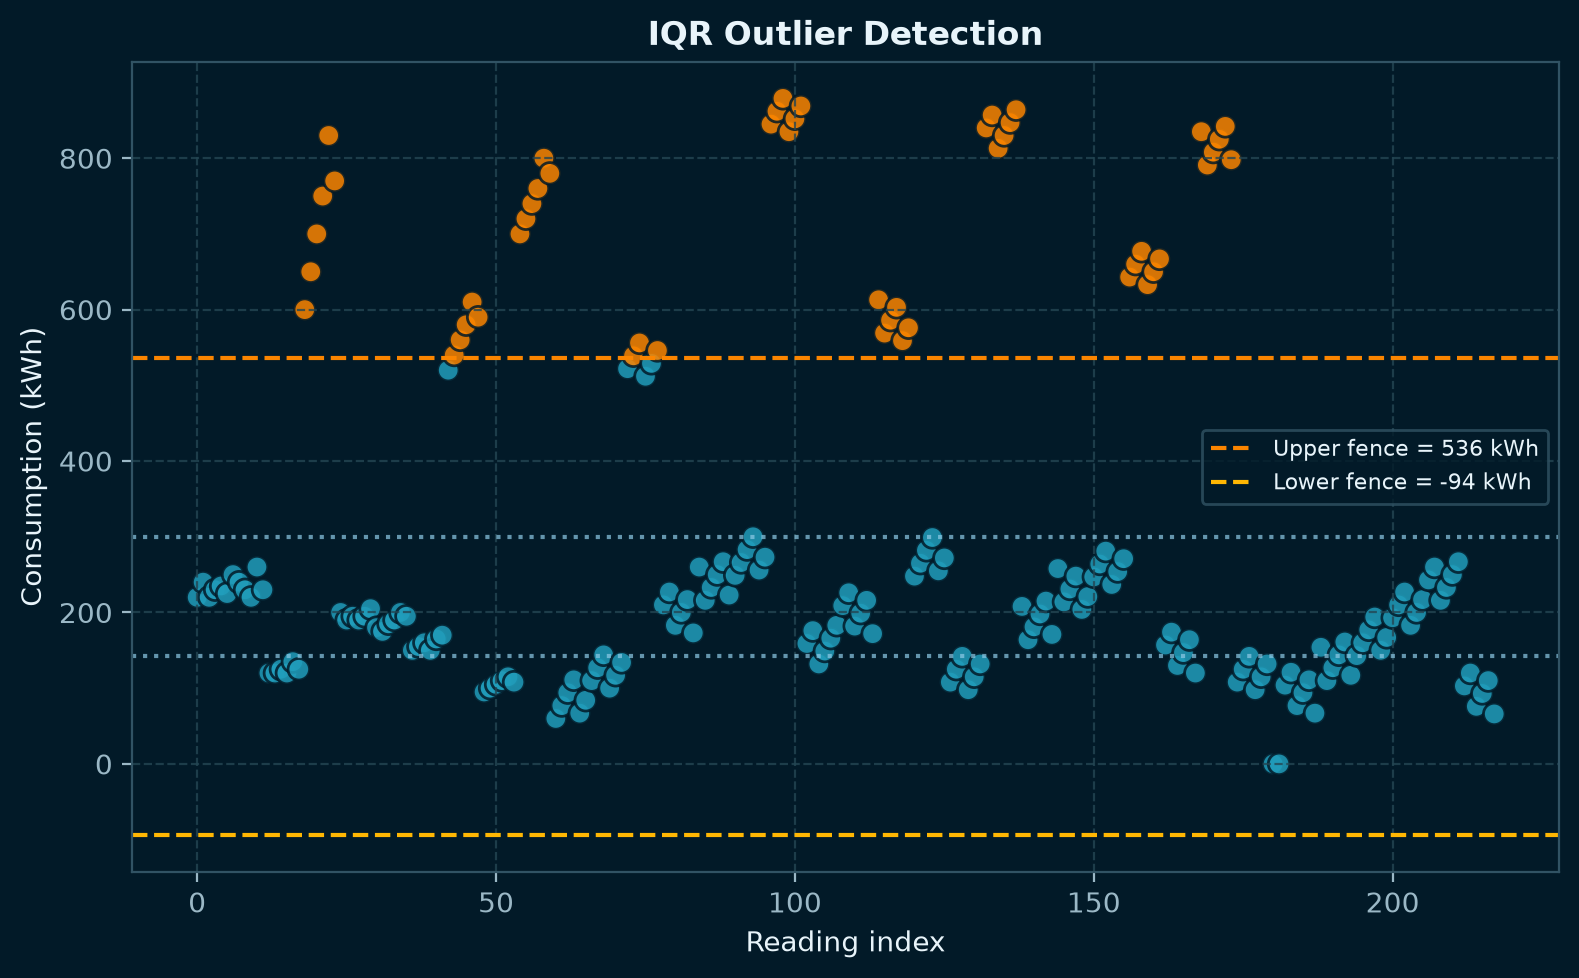 IQR Outlier Detection
Consumption (kWh)
800
600
400
200
0
Upper fence = 536 kWh
Lower fence = -94 kWh
0 50 100 150 200
Reading index